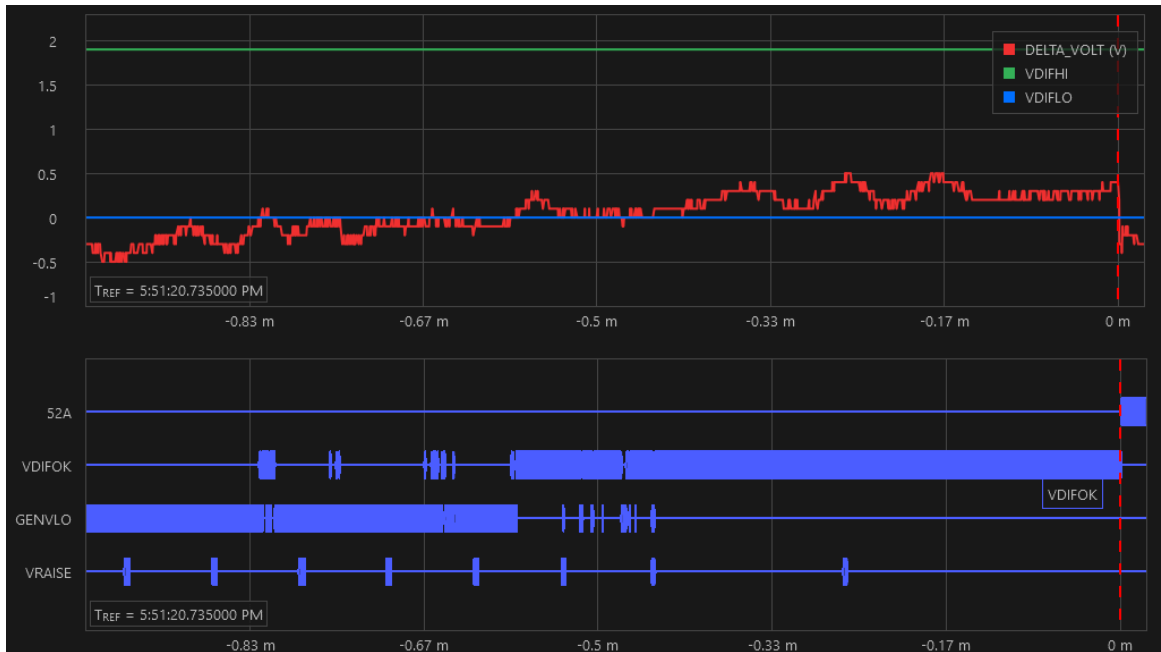 2
1.5
1
0.5
0
-0.5
-1
DELTA_VOLT (V)
VDIFHI
VDIFLO
TREF = 5:51:20.735000 PM
-0.83 m
-0.67 m
-0.5 m
-0.33 m
-0.17 m
0 m
52A
VDIFOK
VDIFOK
GENVLO
VRAISE
TREF = 5:51:20.735000 PM
-0.83 m
-0.67 m
-0.5 m
-0.33 m
-0.17 m
0 m